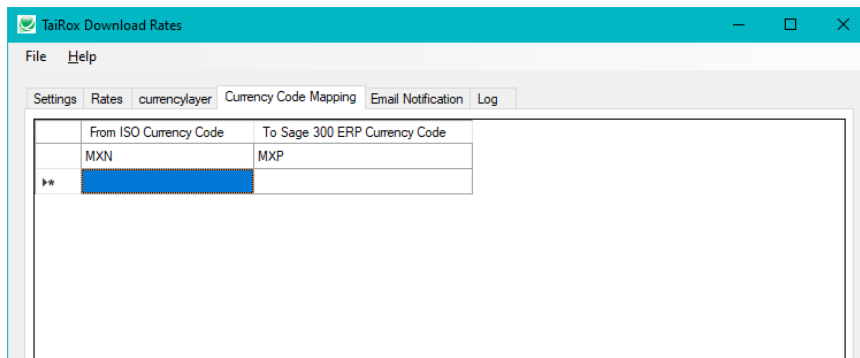 TaiRox Download Rates
File Help
Settings Rates currencylayer Currency Code Mapping Email Notification Log
From ISO Currency Code To Sage 300 ERP Currency Code
MXN MXP